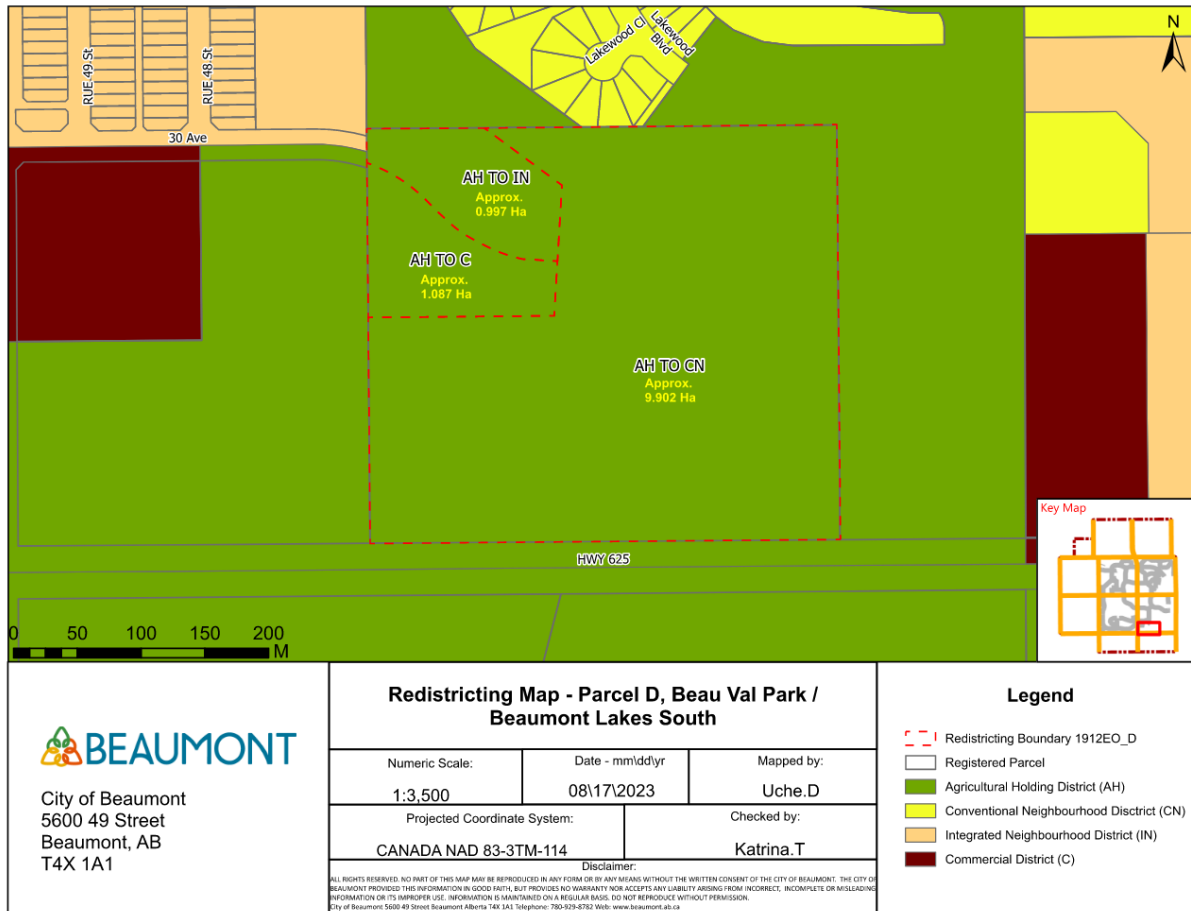 Lakewood Cl
Lakewood
Blvd
N
RUE 49 St
RUE 48 St
30 Ave
AH TO IN
Approx.
0.997 Ha
AH TO C
Approx.
1.087 Ha
AH TO CN
Approx.
9.902 Ha
HWY 625
Key Map
0 50 100 150 200
M
BEAUMONT
City of Beaumont
5600 49 Street
Beaumont, AB
T4X 1A1
Redistricting Map - Parcel D, Beau Val Park /
Beaumont Lakes South
Numeric Scale:
1:3,500
Date - mm\dd\yr
08\17\2023
Mapped by:
Uche.D
Projected Coordinate System:
CANADA NAD 83-3TM-114
Checked by:
Katrina.T
Disclaimer:
ALL RIGHTS RESERVED. NO PART OF THIS MAP MAY BE REPRODUCED IN ANY FORM OR BY ANY MEANS WITHOUT THE WRITTEN CONSENT OF THE CITY OF BEAUMONT. THE CITY OF
BEAUMONT PROVIDED THIS INFORMATION IN GOOD FAITH, BUT PROVIDES NO WARRANTY NOR ACCEPTS ANY LIABILITY ARISING FROM INCORRECT, INCOMPLETE OR MISLEADING
INFORMATION OR ITS IMPROPER USE. INFORMATION IS MAINTAINED ON A REGULAR BASIS. DO NOT REPRODUCE WITHOUT PERMISSION.
City of Beaumont 5600 49 Street Beaumont Alberta T4X 1A1 Telephone: 780-929-8782 Web: www.beaumont.ab.ca
Legend
Redistricting Boundary 1912EO_D
Registered Parcel
Agricultural Holding District (AH)
Conventional Neighbourhood Disctrict (CN)
Integrated Neighbourhood District (IN)
Commercial District (C)